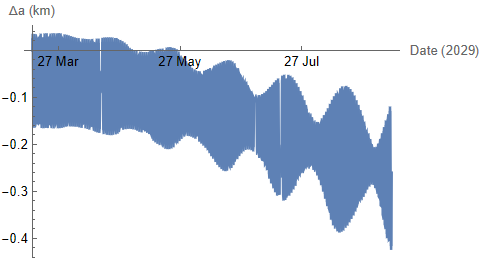 Δa (km)
27 Mar
27 May
27 Jul
Date (2029)
-0.1
-0.2
-0.3
-0.4